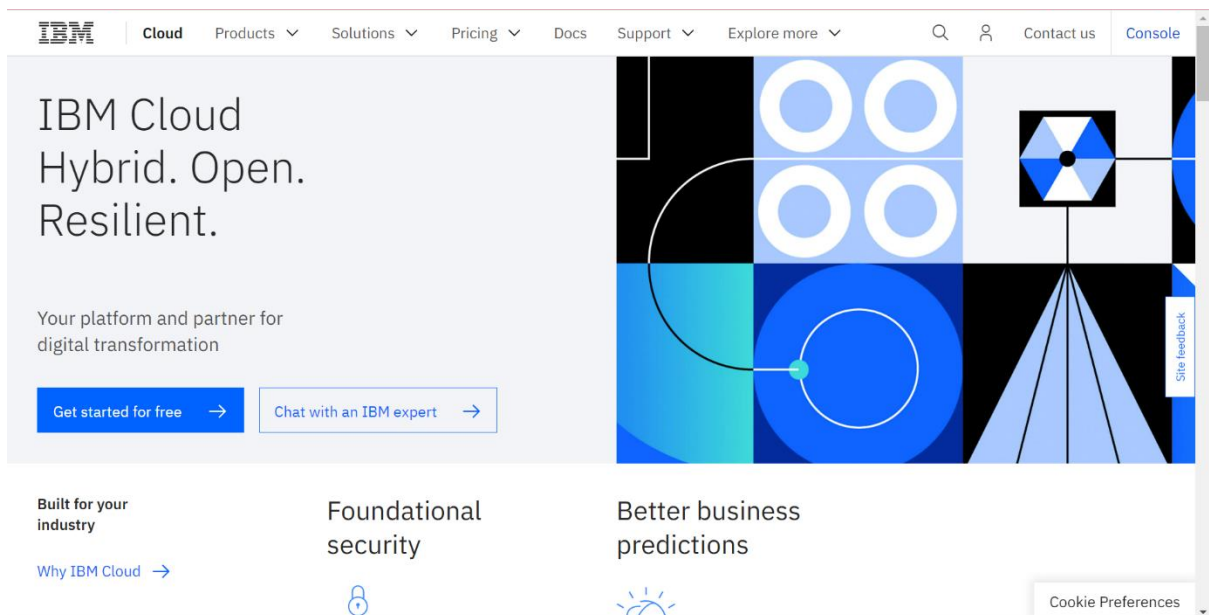 IBM Cloud Products Solutions Pricing Docs Support Explore more Contact us Console
IBM Cloud
Hybrid. Open.
Resilient.
Your platform and partner for
digital transformation
Get started for free → Chat with an IBM expert →
Site feedback
Built for your
industry
Why IBM Cloud →
Foundational
security
Better business
predictions
Cookie Preferences